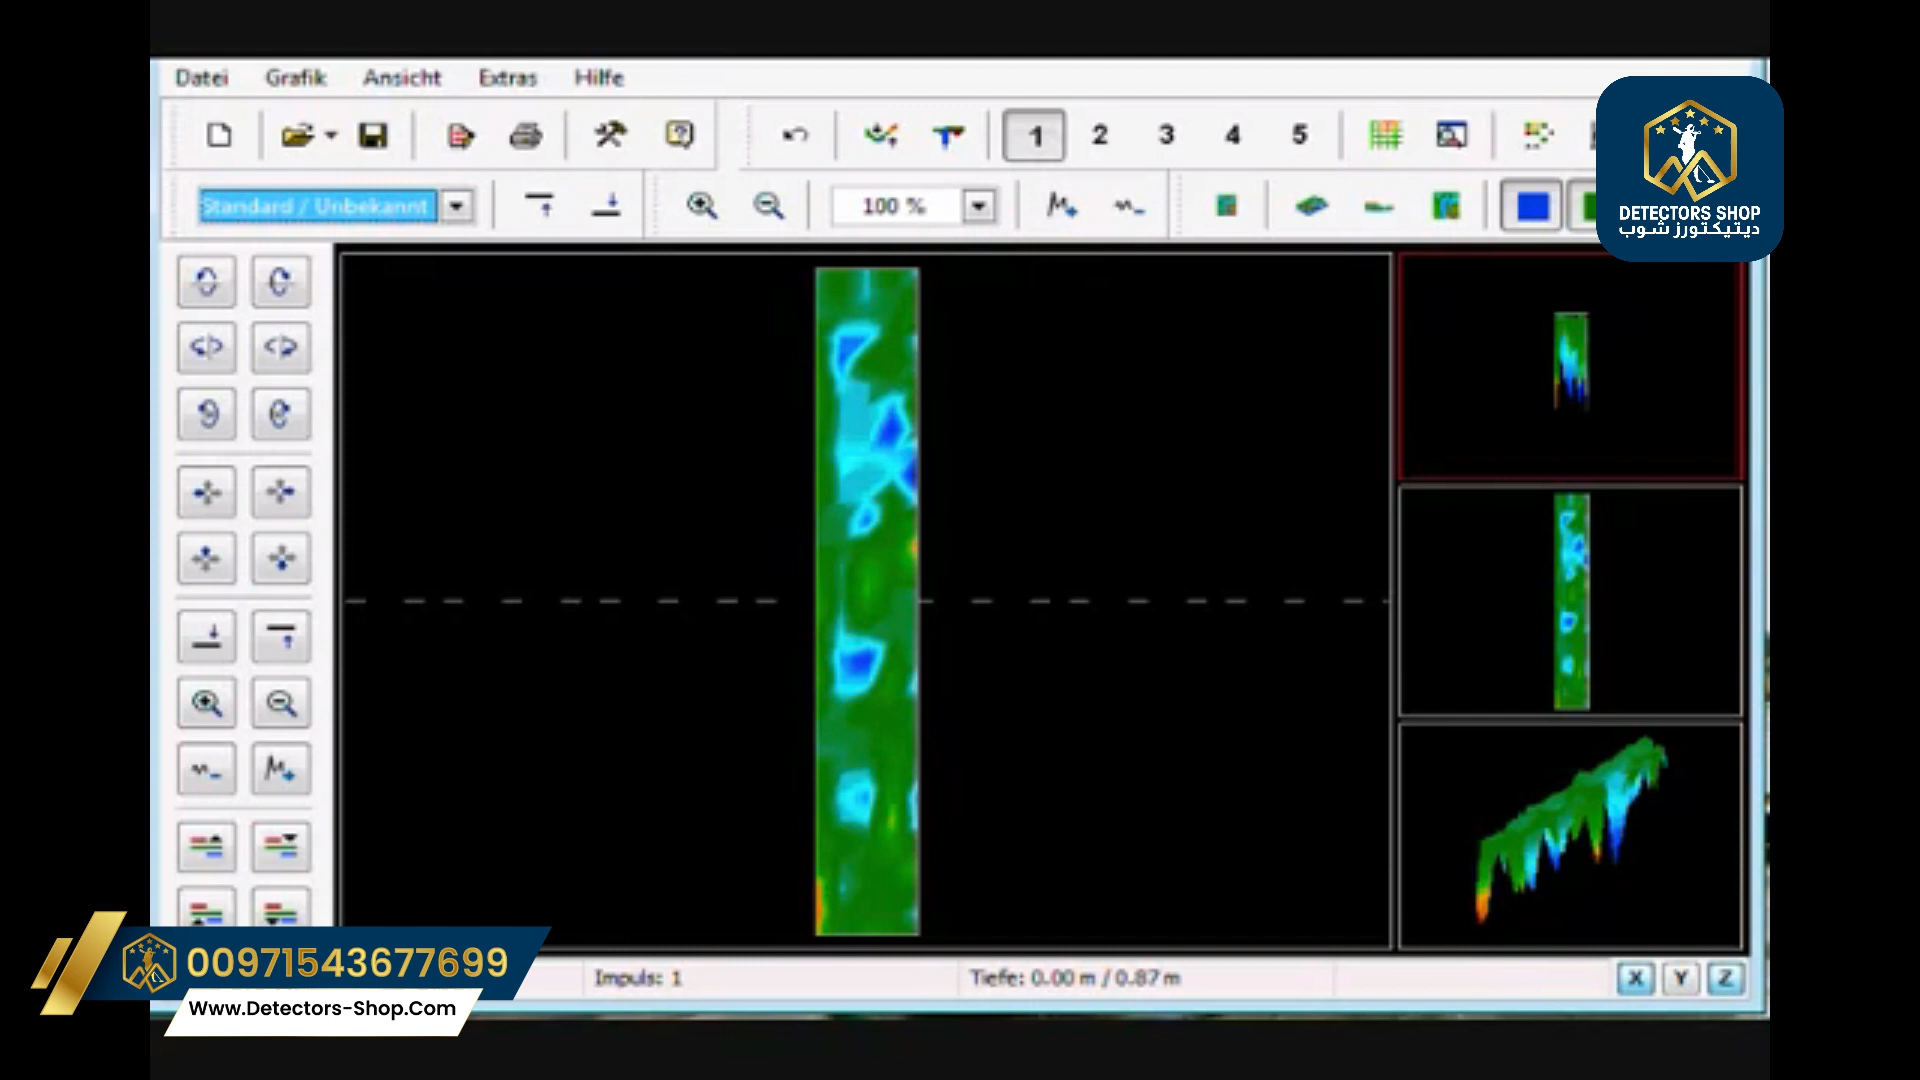 Datei Grafik Ansicht Extras Hilfe
1 2 3 4 5
Standard / Unbekannt
100 %
DETECTORS SHOP
ديتيكتورز شوب
00971543677699
Www.Detectors-Shop.Com
Impuls: 1
Tiefe: 0.00 m / 0.87 m
X Y Z